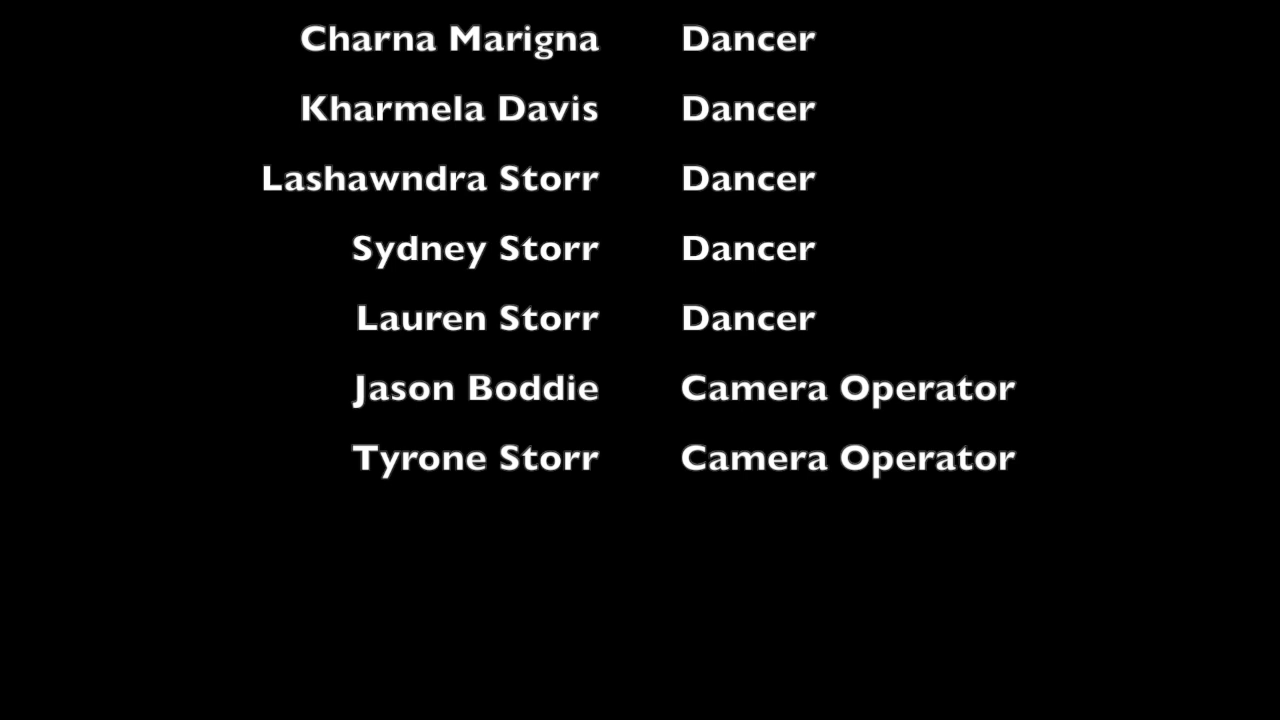 Charna Marigna Dancer
Kharmela Davis Dancer
Lashawndra Storr Dancer
Sydney Storr Dancer
Lauren Storr Dancer
Jason Boddie Camera Operator
Tyrone Storr Camera Operator